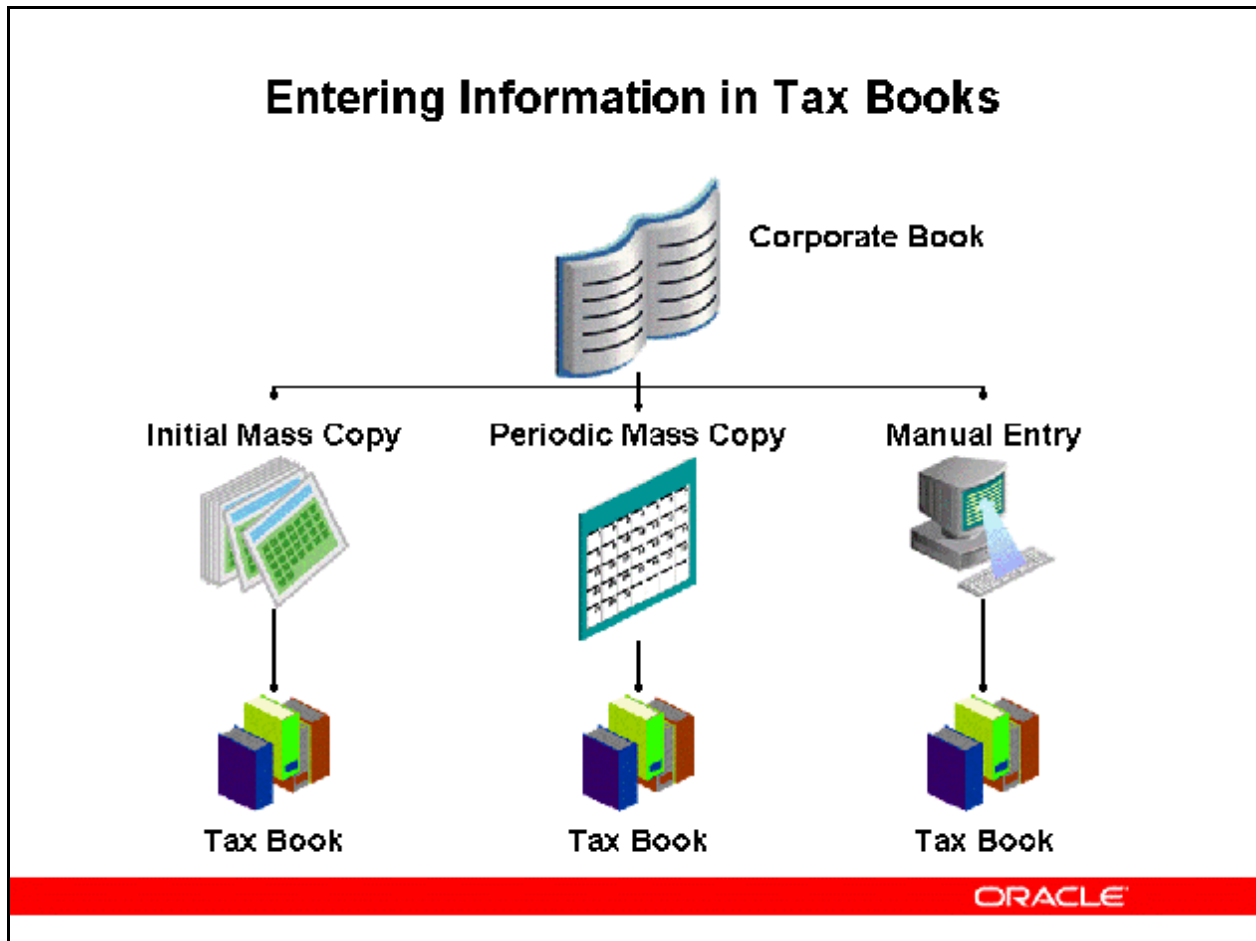 Entering Information in Tax Books
Corporate Book
Initial Mass Copy
Periodic Mass Copy
Manual Entry
Tax Book
Tax Book
Tax Book
ORACLE